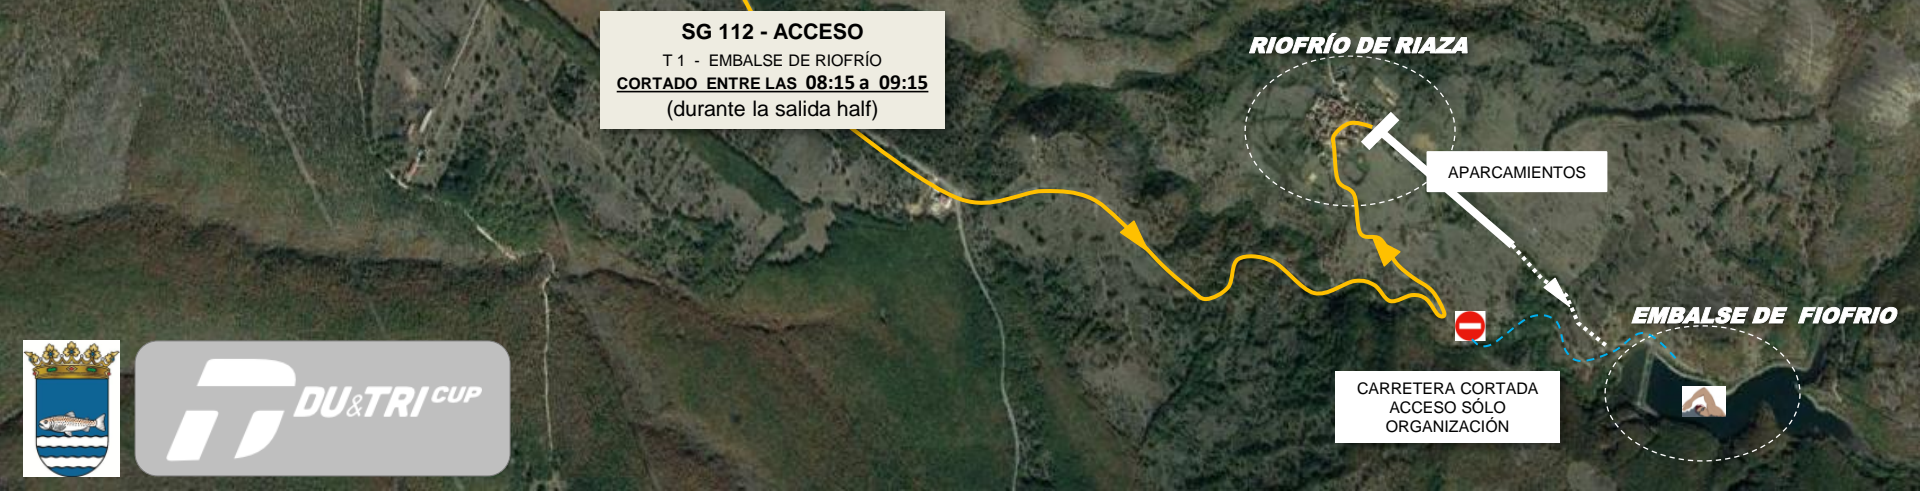 SG 112 - ACCESO
T 1 - EMBALSE DE RIOFRÍO
CORTADO ENTRE LAS 08:15 a 09:15
(durante la salida half)
RIOFRÍO DE RIAZA
APARCAMIENTOS
EMBALSE DE FIOFRIO
CARRETERA CORTADA
ACCESO SÓLO
ORGANIZACIÓN
DU&TRI CUP